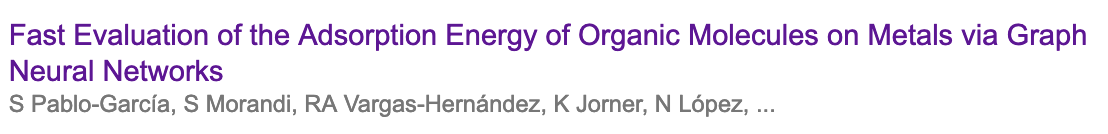 Fast Evaluation of the Adsorption Energy of Organic Molecules on Metals via Graph
Neural Networks
S Pablo-García, S Morandi, RA Vargas-Hernández, K Jorner, N López, ...